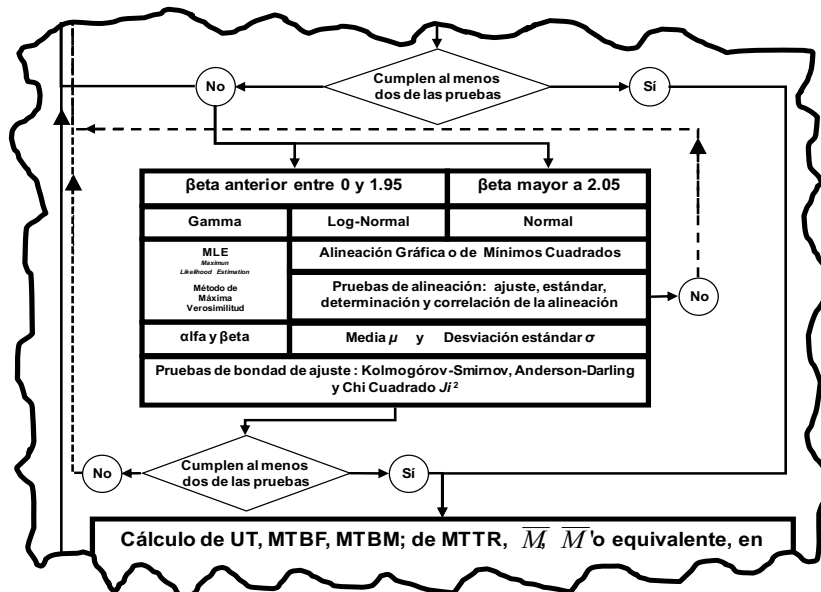 Cumplen al menos
dos de las pruebas
No
Sí
βeta anterior entre 0 y 1.95
βeta mayor a 2.05
Gamma
Log-Normal
Normal
MLE
Maximun
Likelihood Estimation
Método de
Máxima
Verosimilitud
Alineación Gráfica o de Mínimos Cuadrados
Pruebas de alineación: ajuste, estándar,
determinación y correlación de la alineación
No
αlfa y βeta
Media µ y Desviación estándar σ
Pruebas de bondad de ajuste : Kolmogórov-Smirnov, Anderson-Darling
y Chi Cuadrado Ji ²
No
Cumplen al menos
dos de las pruebas
Sí
Cálculo de UT, MTBF, MTBM; de MTTR, M̅, M̅'o equivalente, en